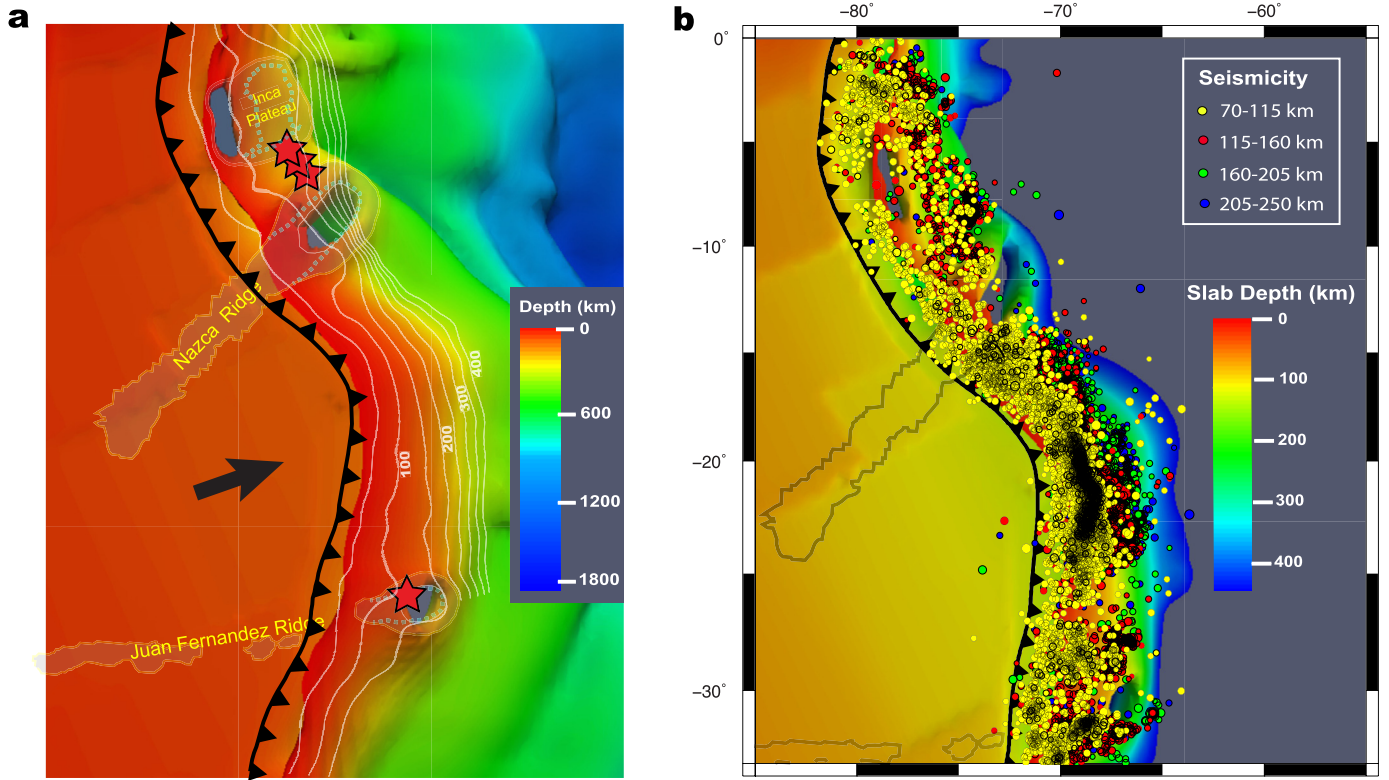 a
Inca
Plateau
Nazca Ridge
Juan Fernandez Ridge
100
200
300
400
Depth (km)
0
600
1200
1800
b
−80°
−70°
−60°
0°
−10°
−20°
−30°
Seismicity
70-115 km
115-160 km
160-205 km
205-250 km
Slab Depth (km)
0
100
200
300
400